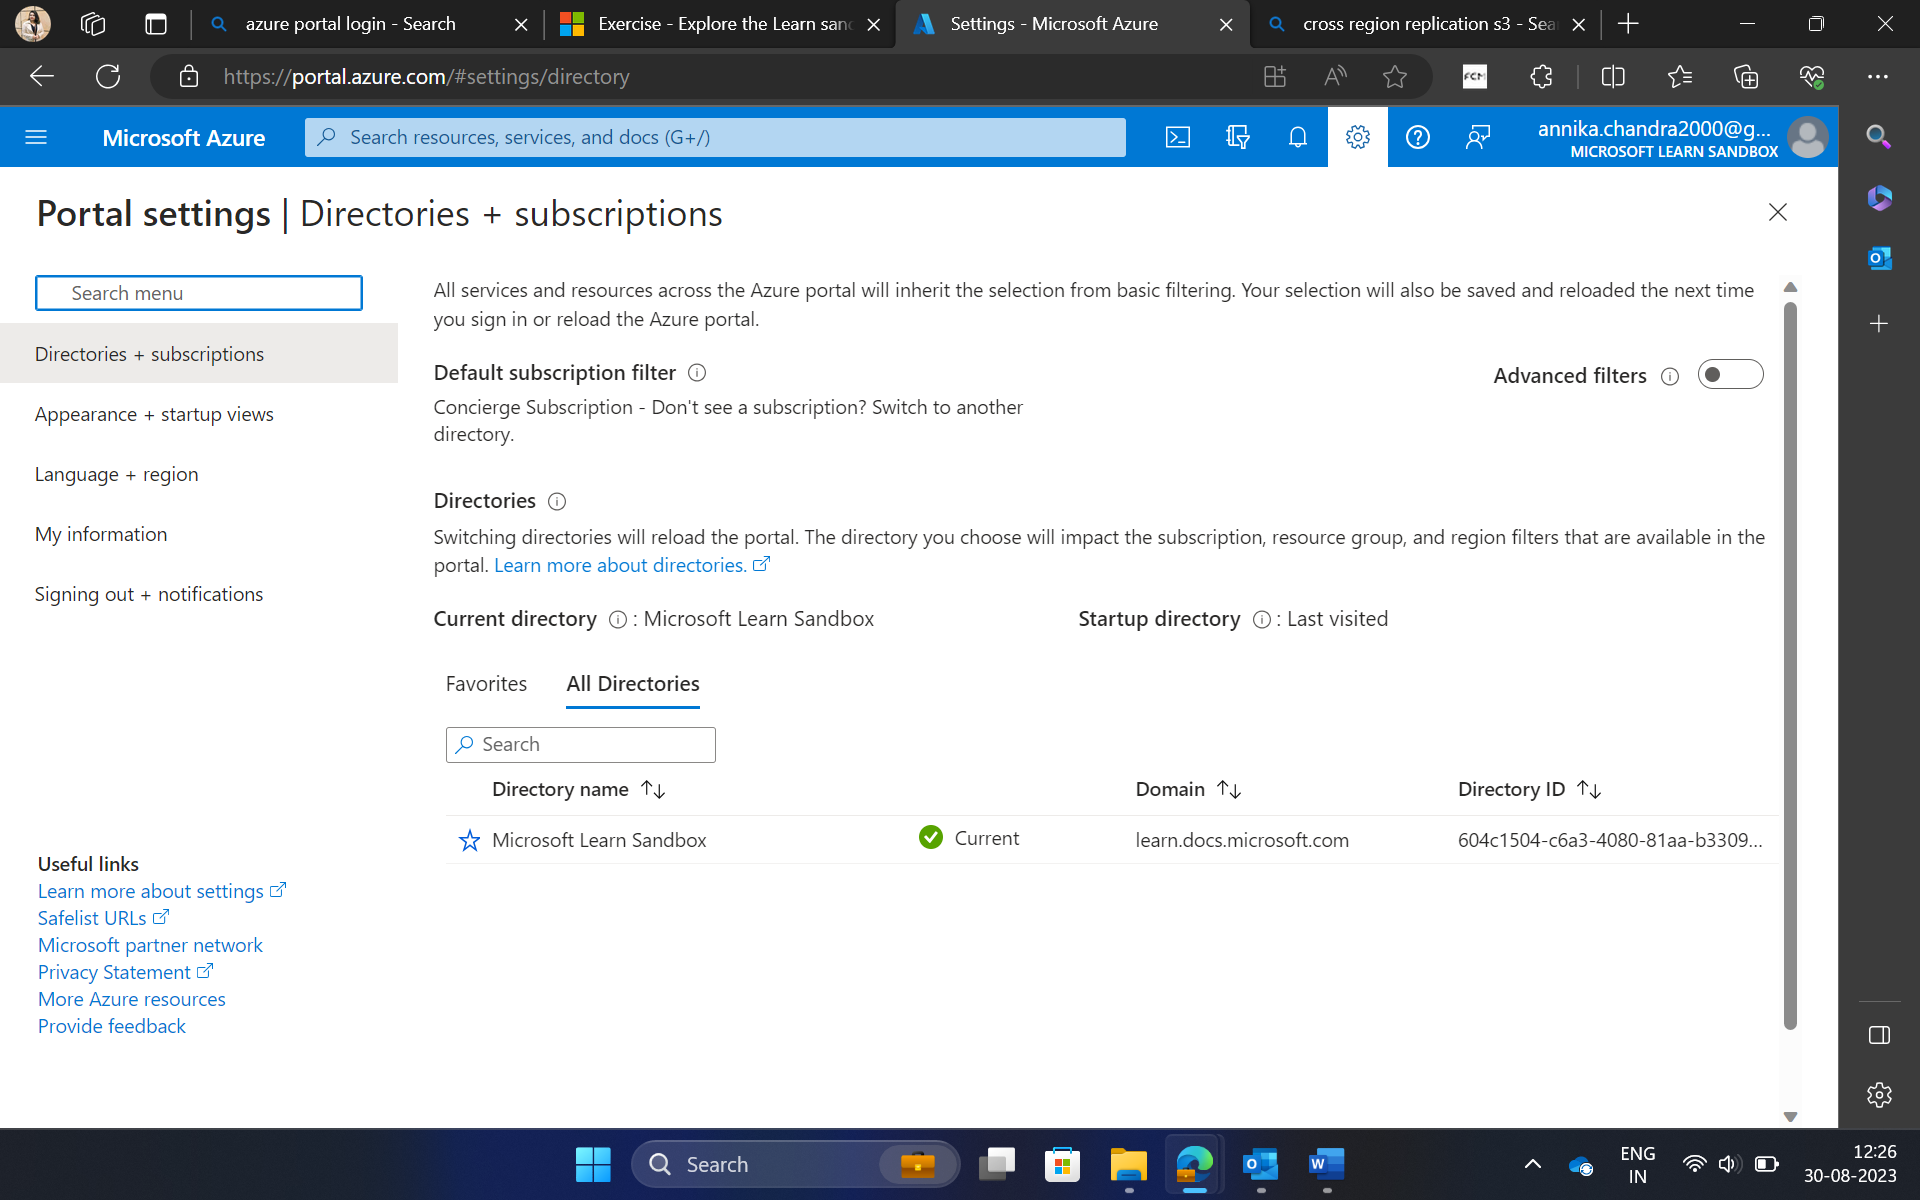 azure portal login - Search
Exercise - Explore the Learn san
Settings - Microsoft Azure
cross region replication s3 - Sea
https://portal.azure.com/#settings/directory
FCM
Microsoft Azure
Search resources, services, and docs (G+/)
annika.chandra2000@g...
MICROSOFT LEARN SANDBOX
Portal settings | Directories + subscriptions
Search menu
Directories + subscriptions
Appearance + startup views
Language + region
My information
Signing out + notifications
Useful links
Learn more about settings
Safelist URLs
Microsoft partner network
Privacy Statement
More Azure resources
Provide feedback
All services and resources across the Azure portal will inherit the selection from basic filtering. Your selection will also be saved and reloaded the next time
you sign in or reload the Azure portal.
Default subscription filter
Advanced filters
Concierge Subscription - Don't see a subscription? Switch to another
directory.
Directories
Switching directories will reload the portal. The directory you choose will impact the subscription, resource group, and region filters that are available in the
portal. Learn more about directories.
Current directory : Microsoft Learn Sandbox
Startup directory : Last visited
Favorites
All Directories
Search
Directory name
Domain
Directory ID
Microsoft Learn Sandbox
Current
learn.docs.microsoft.com
604c1504-c6a3-4080-81aa-b3309...
Search
ENG
IN
12:26
30-08-2023